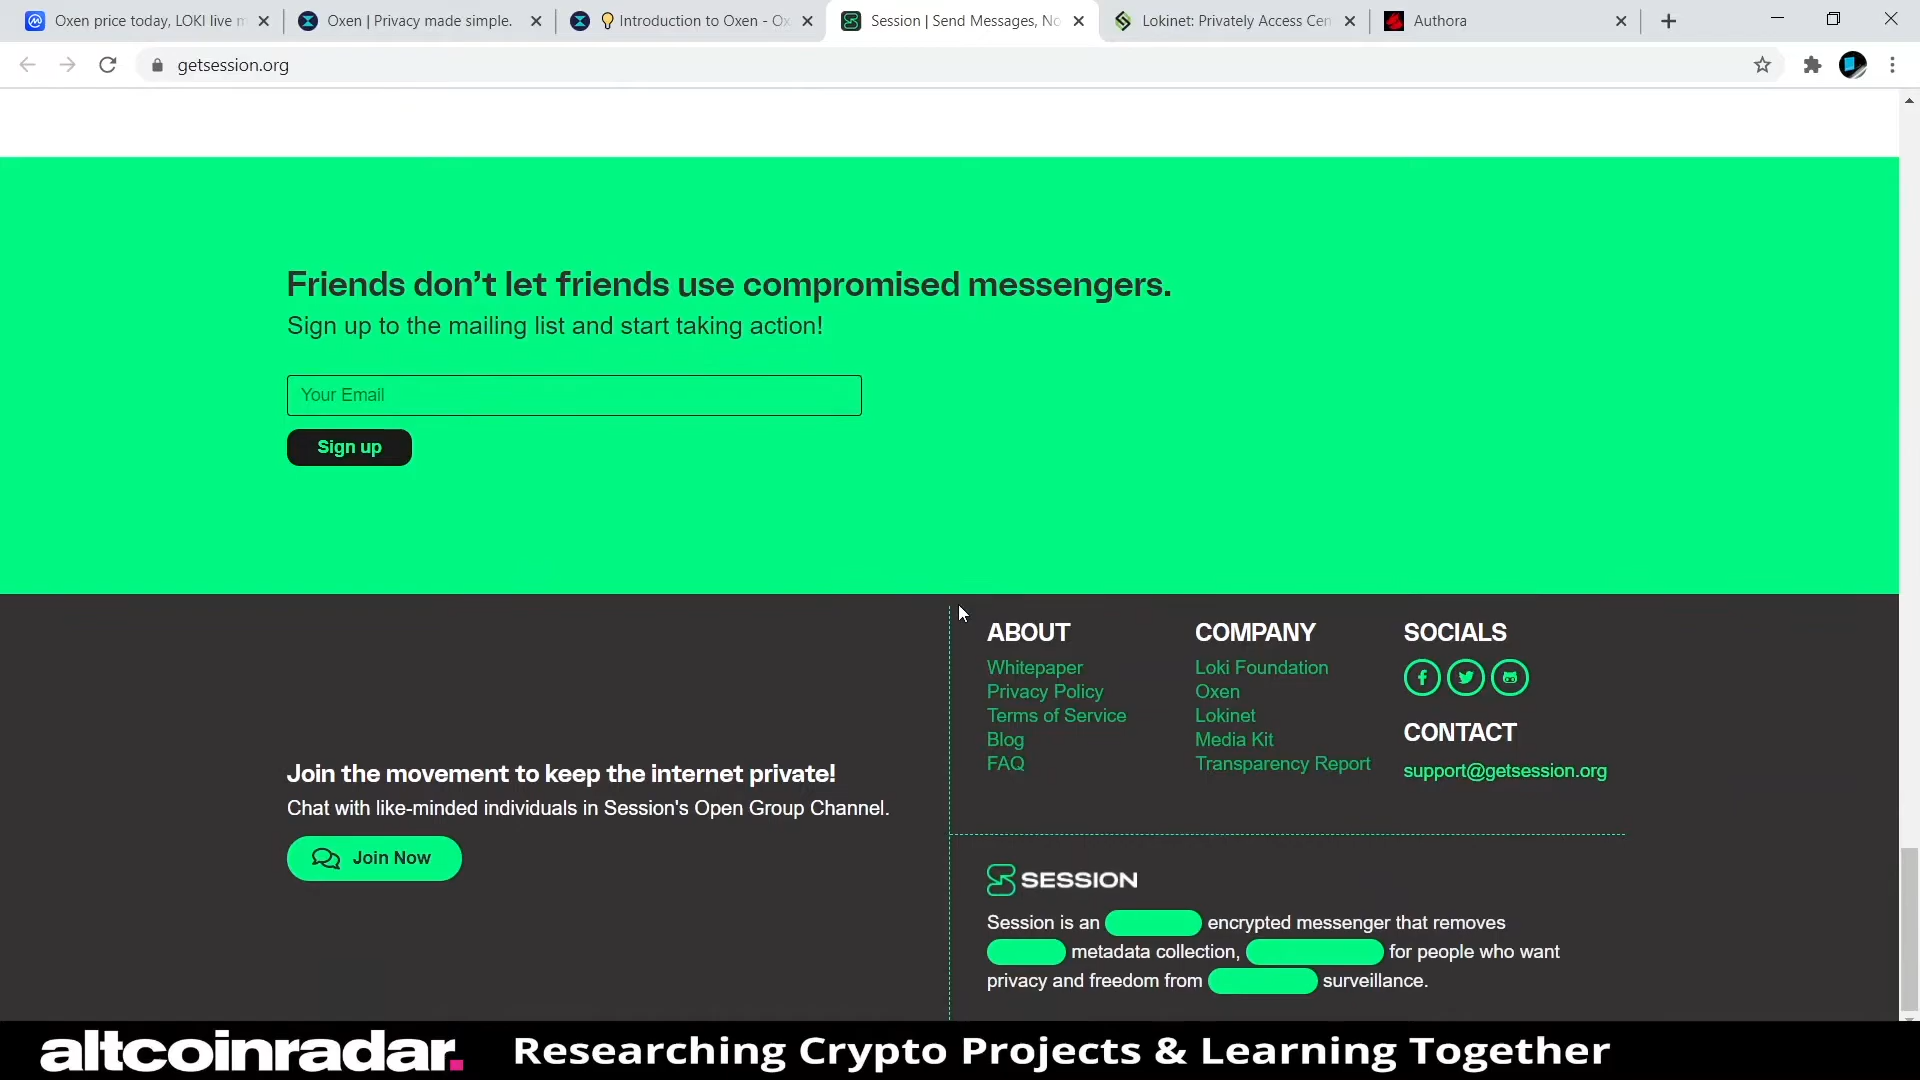 Oxen price today, LOKI live m
Oxen | Privacy made simple.
Introduction to Oxen - Ox
Session | Send Messages, No
Lokinet: Privately Access Cen
Authora
getsession.org
Friends don’t let friends use compromised messengers.
Sign up to the mailing list and start taking action!
Your Email
Sign up
Join the movement to keep the internet private!
Chat with like-minded individuals in Session's Open Group Channel.
Join Now
ABOUT
Whitepaper
Privacy Policy
Terms of Service
Blog
FAQ
COMPANY
Loki Foundation
Oxen
Lokinet
Media Kit
Transparency Report
SOCIALS
CONTACT
support@getsession.org
SESSION
Session is an encrypted messenger that removes
metadata collection, for people who want
privacy and freedom from surveillance.
altcoinradar.
Researching Crypto Projects & Learning Together